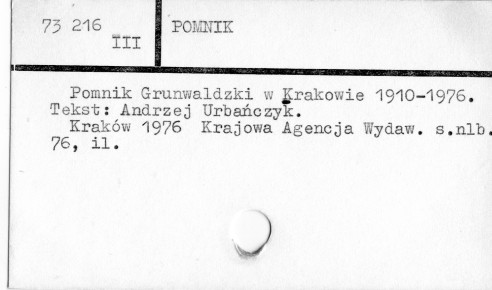 73 216
III
POMNIK
Pomnik Grunwaldzki w Krakowie 1910-1976.
Tekst: Andrzej Urbańczyk.
Kraków 1976 Krajowa Agencja Wydaw. s.nlb.
76, il.